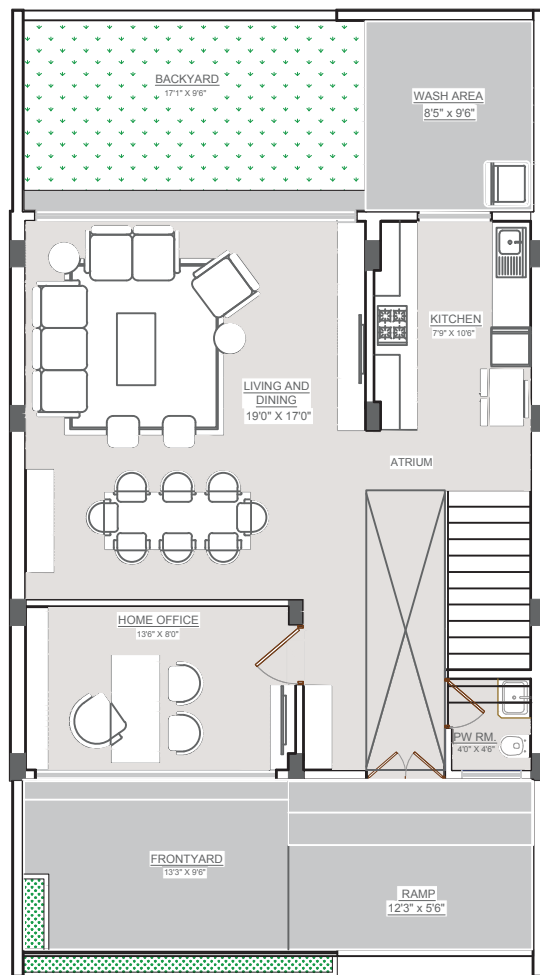 BACKYARD
17'1" X 9'6"
WASH AREA
8'5" x 9'6"
KITCHEN
7'9" X 10'6"
LIVING AND
DINING
19'0" X 17'0"
ATRIUM
HOME OFFICE
13'6" X 8'0"
PW RM.
4'0" X 4'6"
FRONTYARD
13'3" X 9'6"
RAMP
12'3" x 5'6"